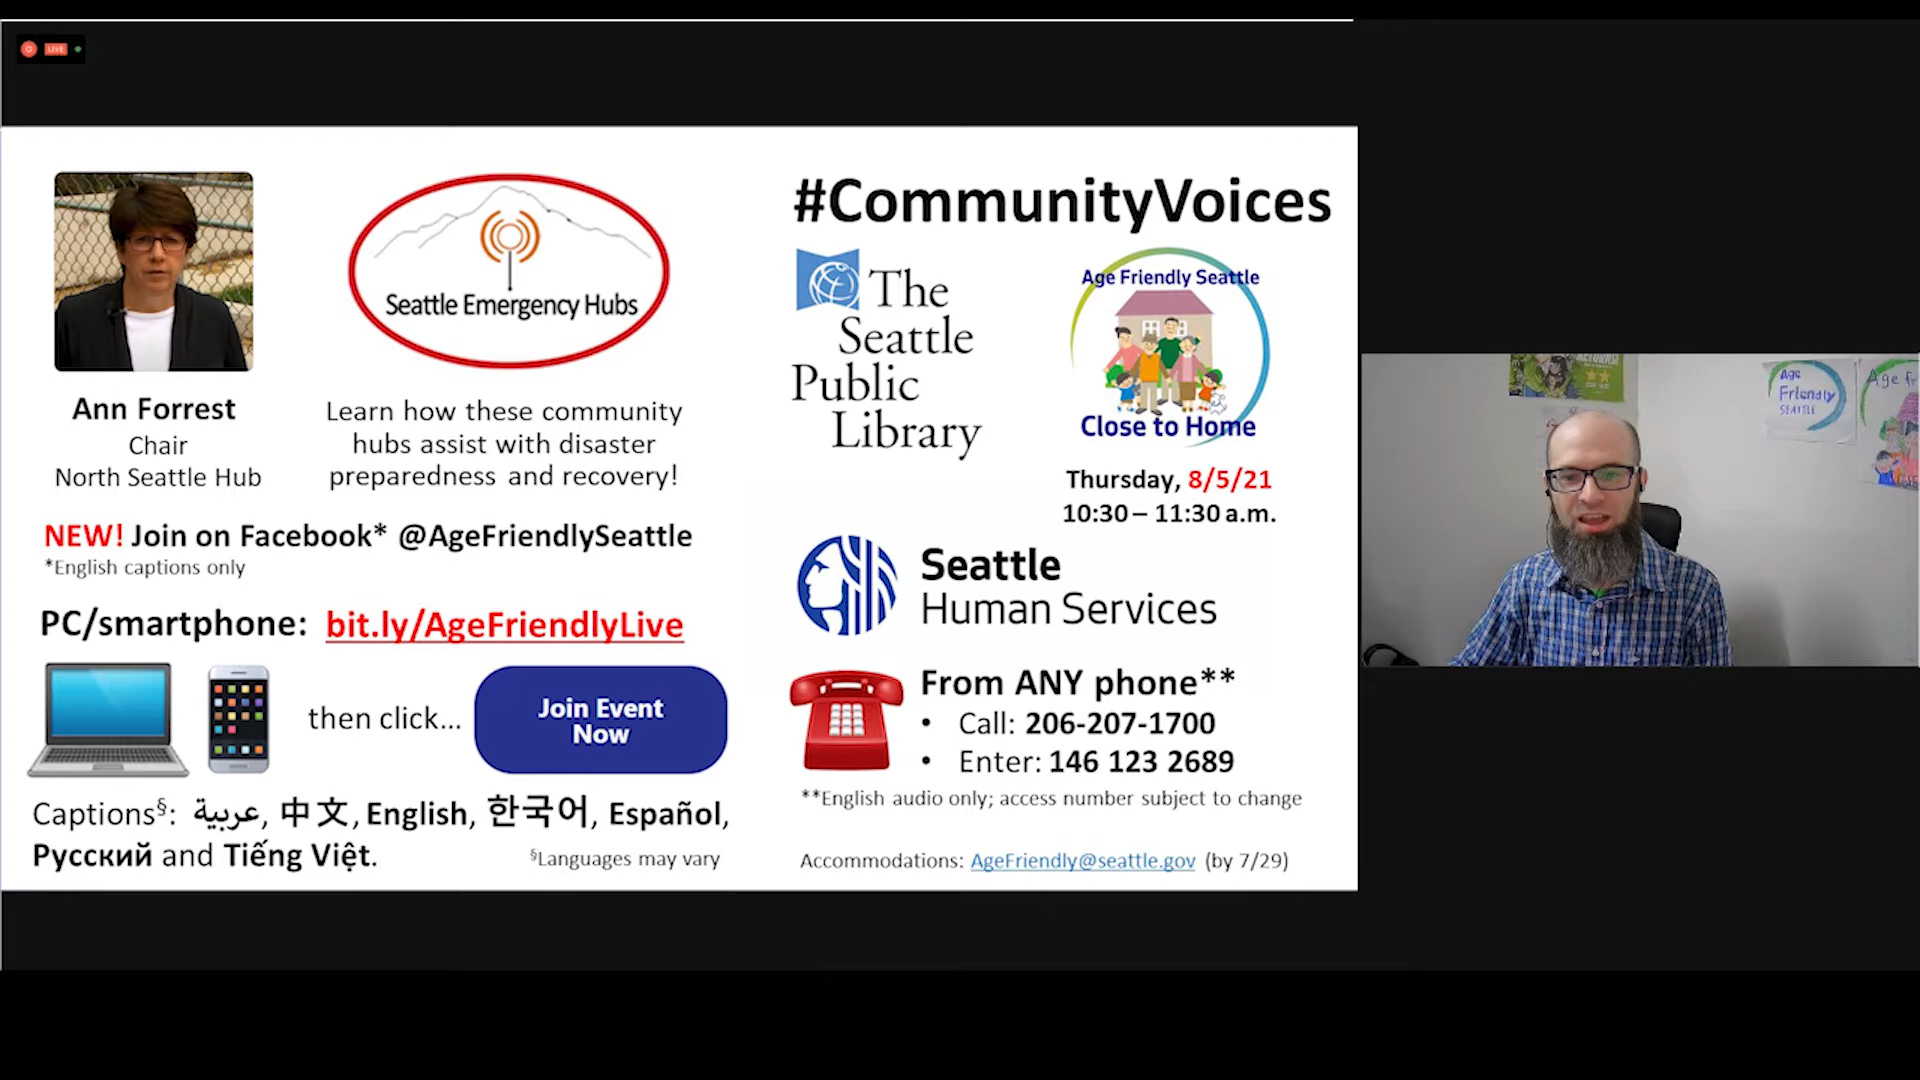 LIVE
Ann Forrest
Chair
North Seattle Hub
Seattle Emergency Hubs
Learn how these community
hubs assist with disaster
preparedness and recovery!
NEW! Join on Facebook* @AgeFriendlySeattle
*English captions only
PC/smartphone: bit.ly/AgeFriendlyLive
then click...
Join Event
Now
Captions§: عربية, 中文, English, 한국어, Español,
Русский and Tiếng Việt.
§Languages may vary
#CommunityVoices
The
Seattle
Public
Library
Age Friendly Seattle
Close to Home
Thursday, 8/5/21
10:30 – 11:30 a.m.
Seattle
Human Services
From ANY phone**
• Call: 206-207-1700
• Enter: 146 123 2689
**English audio only; access number subject to change
Accommodations: AgeFriendly@seattle.gov (by 7/29)
Age
Friendly
SEATTLE
Age fr